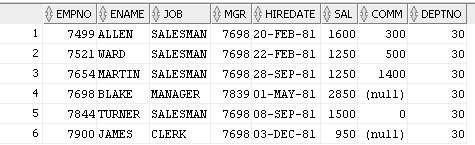 EMPNO ENAME JOB MGR HIREDATE SAL COMM DEPTNO
1 7499 ALLEN SALESMAN 7698 20-FEB-81 1600 300 30
2 7521 WARD SALESMAN 7698 22-FEB-81 1250 500 30
3 7654 MARTIN SALESMAN 7698 28-SEP-81 1250 1400 30
4 7698 BLAKE MANAGER 7839 01-MAY-81 2850 (null) 30
5 7844 TURNER SALESMAN 7698 08-SEP-81 1500 0 30
6 7900 JAMES CLERK 7698 03-DEC-81 950 (null) 30